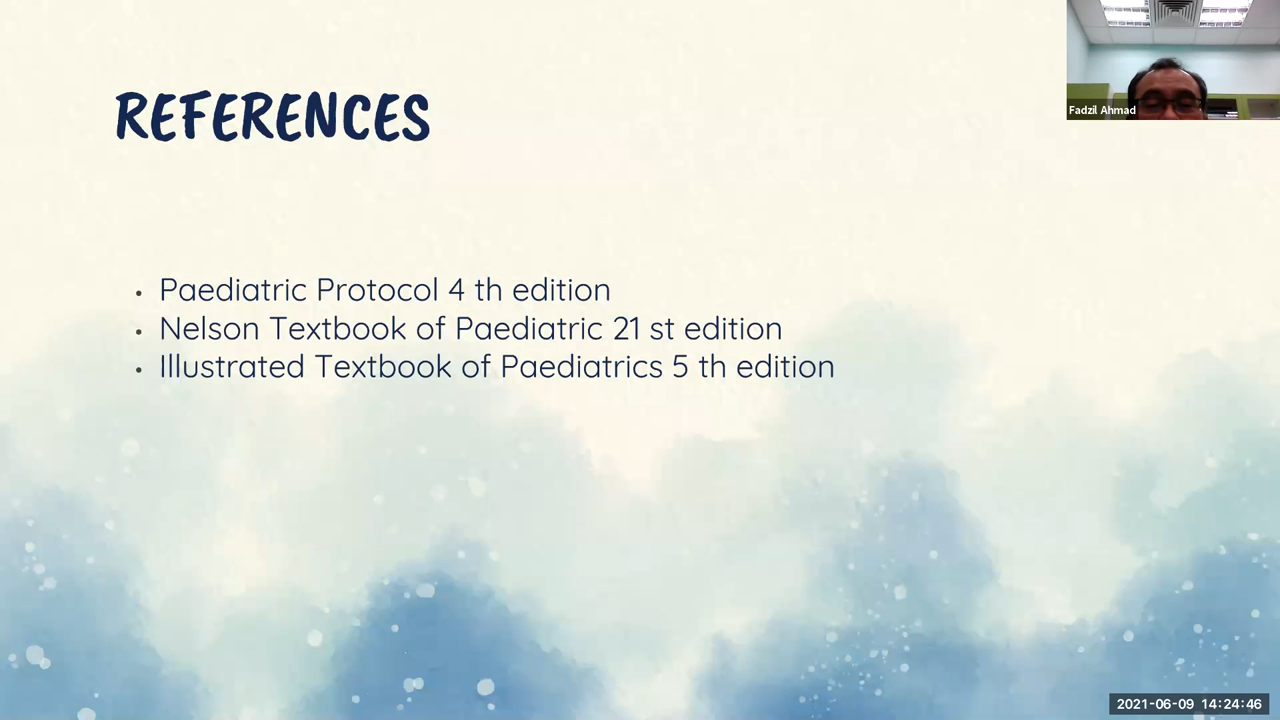 REFERENCES
Fadzil Ahmad
• Paediatric Protocol 4 th edition
• Nelson Textbook of Paediatric 21 st edition
• Illustrated Textbook of Paediatrics 5 th edition
2021-06-09 14:24:46